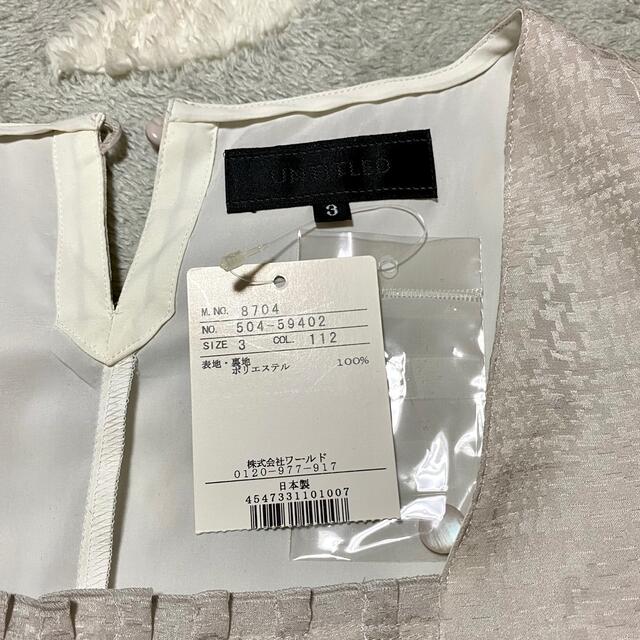 UNTITLED
3
M. NO. 8704
NO. 504-59402
SIZE 3 COL. 112
表地・裏地
ポリエステル 100%
株式会社ワールド
0120-977-917
日本製
4547331101007